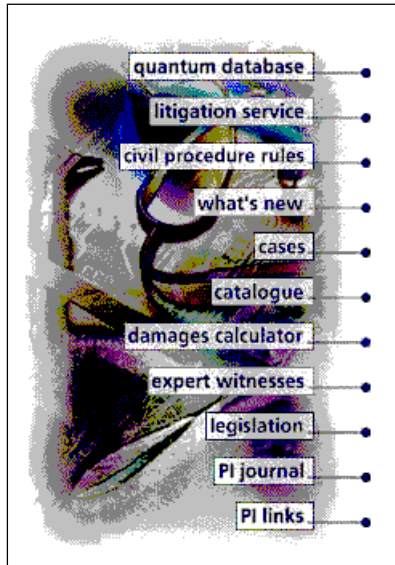 quantum database
litigation service
civil procedure rules
what's new
cases
catalogue
damages calculator
expert witnesses
legislation
PI journal
PI links